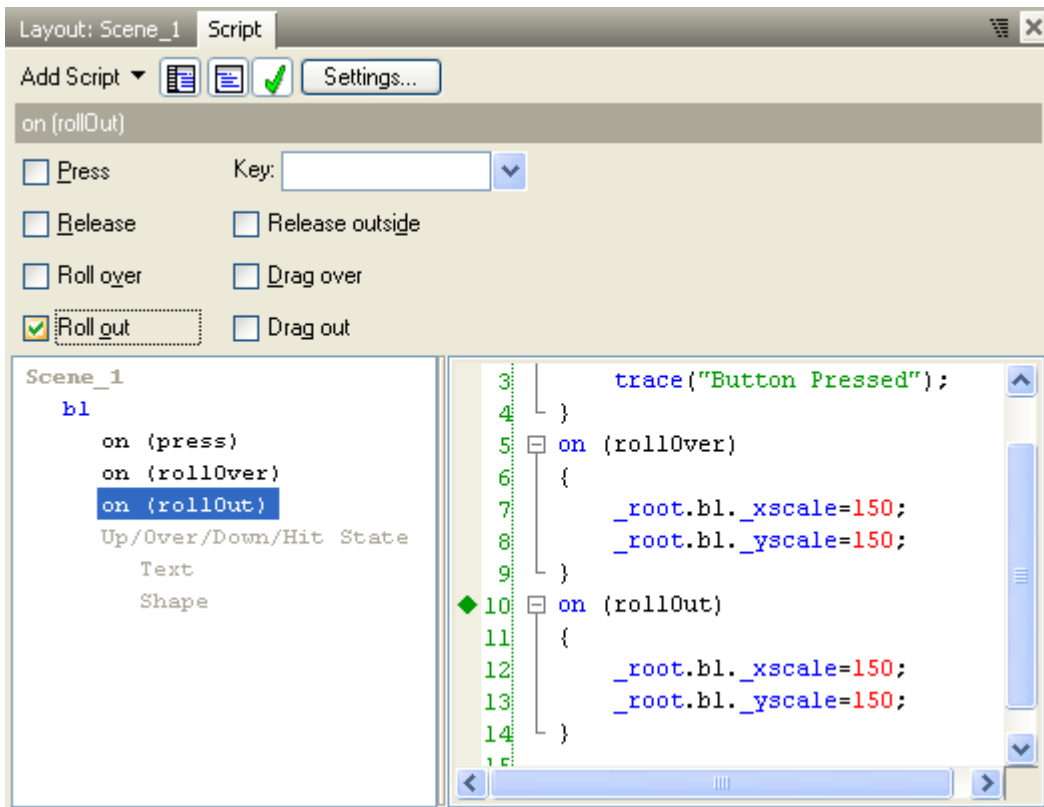 Layout: Scene_1 Script
Add Script Settings...
on (rollOut)
Press Key:
Release Release outside
Roll over Drag over
Roll out Drag out
Scene_1
bl
on (press)
on (rollOver)
on (rollOut)
Up/Over/Down/Hit State
Text
Shape
3 trace("Button Pressed");
4 }
5 on (rollOver)
6 {
7 _root.bl._xscale=150;
8 _root.bl._yscale=150;
9 }
10 on (rollOut)
11 {
12 _root.bl._xscale=150;
13 _root.bl._yscale=150;
14 }
15